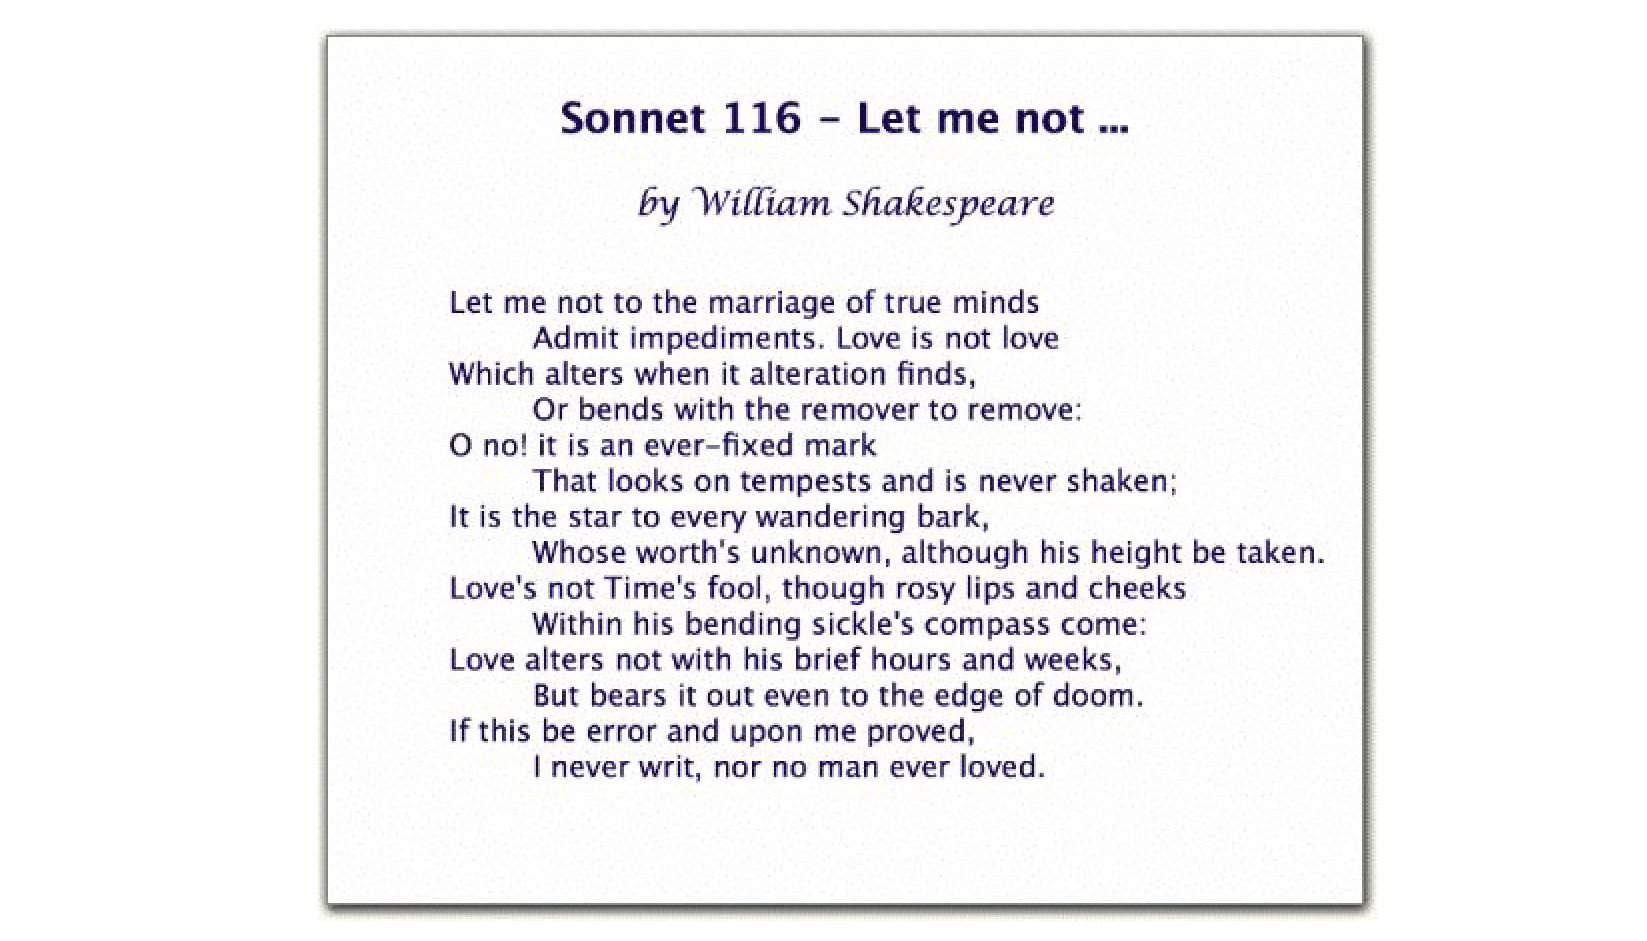 Sonnet 116 - Let me not ...
by William Shakespeare
Let me not to the marriage of true minds
Admit impediments. Love is not love
Which alters when it alteration finds,
Or bends with the remover to remove:
O no! it is an ever-fixed mark
That looks on tempests and is never shaken;
It is the star to every wandering bark,
Whose worth's unknown, although his height be taken.
Love's not Time's fool, though rosy lips and cheeks
Within his bending sickle's compass come:
Love alters not with his brief hours and weeks,
But bears it out even to the edge of doom.
If this be error and upon me proved,
I never writ, nor no man ever loved.